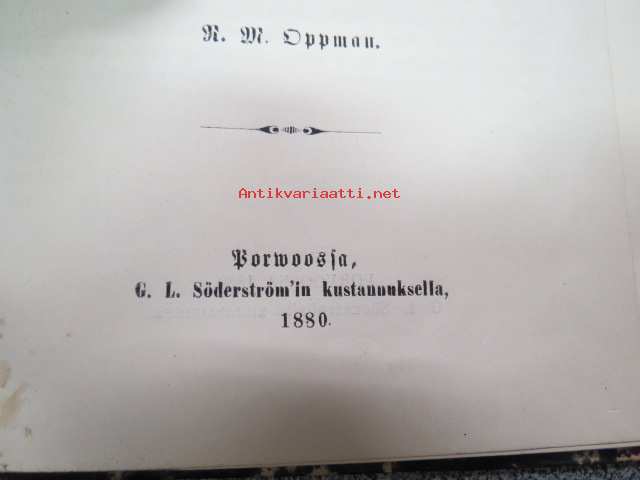 R. M. Oppman.
Antikvariaatti.net
Porwoossa,
G. L. Söderström'in kustannuksella,
1880.